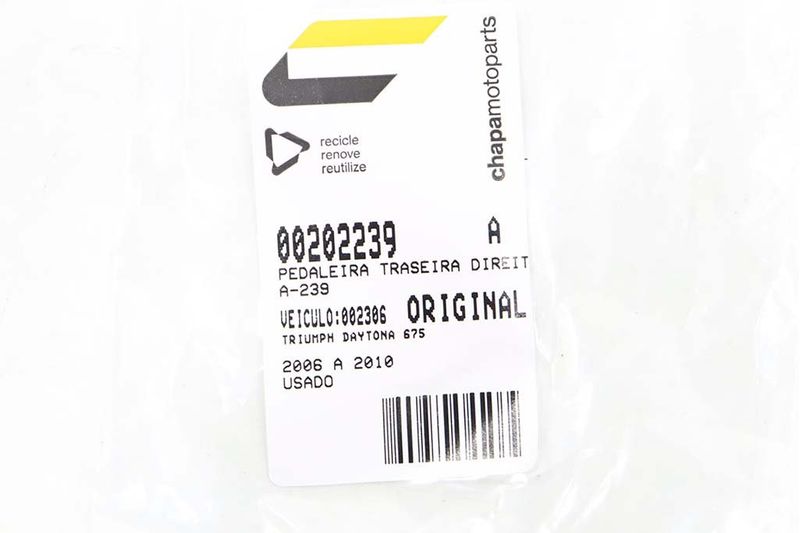 chapamotoparts
recicle
renove
reutilize
00202239 A
PEDALEIRA TRASEIRA DIREIT
A-239
VEICULO:002306 ORIGINAL
TRIUMPH DAYTONA 675
2006 A 2010
USADO